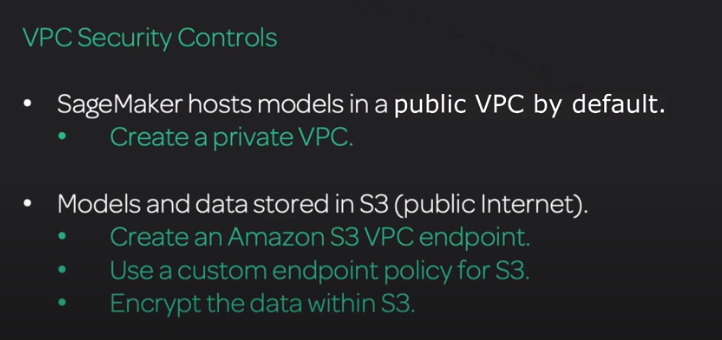 VPC Security Controls
• SageMaker hosts models in a public VPC by default.
• Create a private VPC.
• Models and data stored in S3 (public Internet).
• Create an Amazon S3 VPC endpoint.
• Use a custom endpoint policy for S3.
• Encrypt the data within S3.